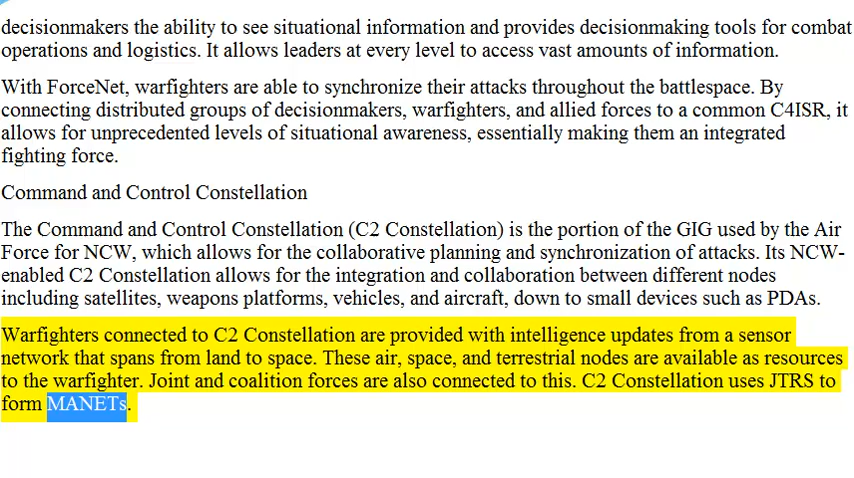 decisionmakers the ability to see situational information and provides decisionmaking tools for combat
operations and logistics. It allows leaders at every level to access vast amounts of information.
With ForceNet, warfighters are able to synchronize their attacks throughout the battlespace. By
connecting distributed groups of decisionmakers, warfighters, and allied forces to a common C4ISR, it
allows for unprecedented levels of situational awareness, essentially making them an integrated
fighting force.
Command and Control Constellation
The Command and Control Constellation (C2 Constellation) is the portion of the GIG used by the Air
Force for NCW, which allows for the collaborative planning and synchronization of attacks. Its NCW-
enabled C2 Constellation allows for the integration and collaboration between different nodes
including satellites, weapons platforms, vehicles, and aircraft, down to small devices such as PDAs.
Warfighters connected to C2 Constellation are provided with intelligence updates from a sensor
network that spans from land to space. These air, space, and terrestrial nodes are available as resources
to the warfighter. Joint and coalition forces are also connected to this. C2 Constellation uses JTRS to
form MANETs.